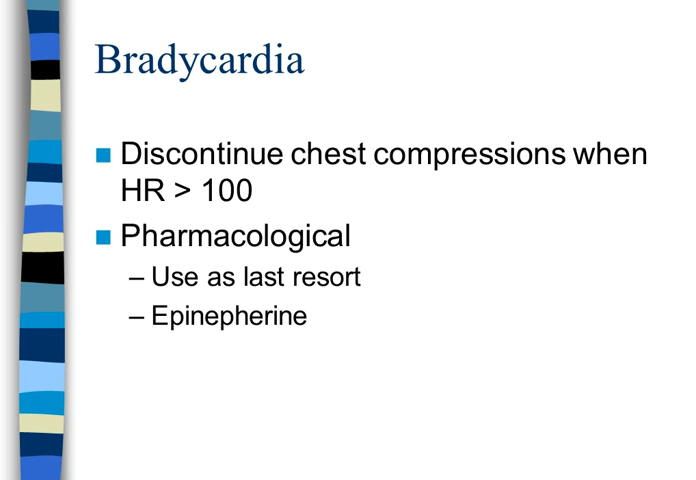 Bradycardia
Discontinue chest compressions when
HR > 100
Pharmacological
– Use as last resort
– Epinepherine